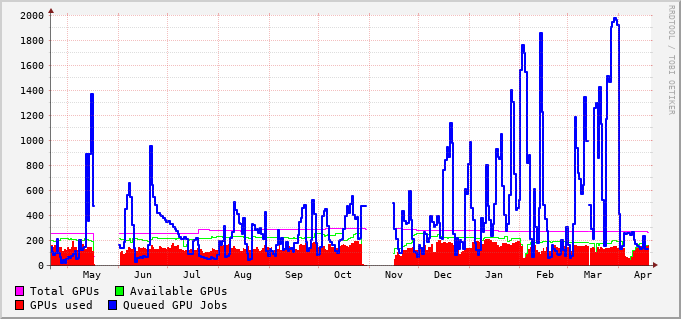 2000
1800
1600
1400
1200
1000
800
600
400
200
0
May Jun Jul Aug Sep Oct Nov Dec Jan Feb Mar Apr
Total GPUs Available GPUs
GPUs used Queued GPU Jobs
RRDTOOL / TOBI OETIKER